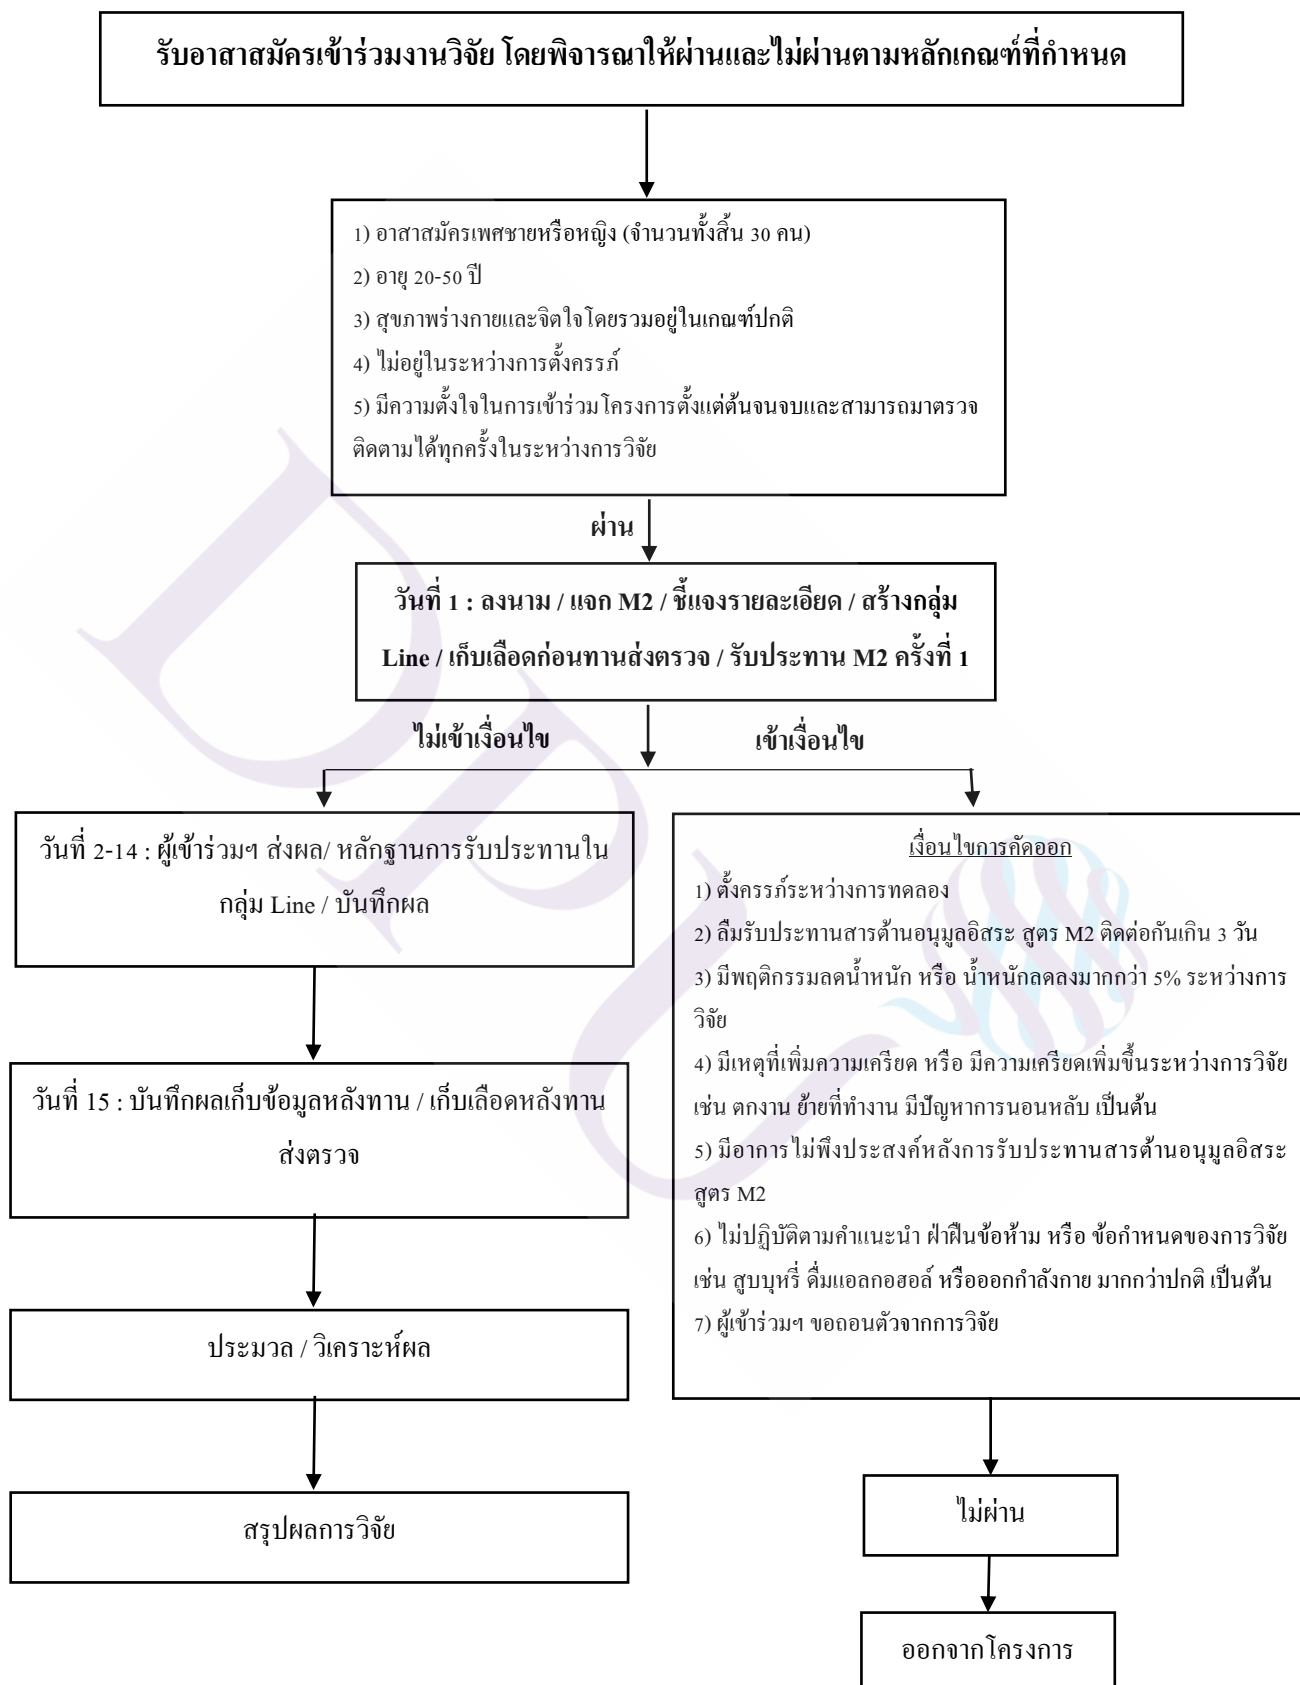 รับอาสาสมัครเข้าร่วมงานวิจัย โดยพิจารณาให้ผ่านและไม่ผ่านตามหลักเกณฑ์ที่กำหนด
1) อาสาสมัครเพศชายหรือหญิง (จำนวนทั้งสิ้น 30 คน)
2) อายุ 20-50 ปี
3) สุขภาพร่างกายและจิตใจโดยรวมอยู่ในเกณฑ์ปกติ
4) ไม่อยู่ในระหว่างการตั้งครรภ์
5) มีความตั้งใจในการเข้าร่วมโครงการตั้งแต่ต้นจนจบและสามารถมาตรวจ
ติดตามได้ทุกครั้งในระหว่างการวิจัย
ผ่าน
วันที่ 1 : ลงนาม / แจก M2 / ชี้แจงรายละเอียด / สร้างกลุ่ม
Line / เก็บเลือดก่อนทานส่งตรวจ / รับประทาน M2 ครั้งที่ 1
ไม่เข้าเงื่อนไข
เข้าเงื่อนไข
วันที่ 2-14 : ผู้เข้าร่วมฯ ส่งผล/ หลักฐานการรับประทานใน
กลุ่ม Line / บันทึกผล
วันที่ 15 : บันทึกผลเก็บข้อมูลหลังทาน / เก็บเลือดหลังทาน
ส่งตรวจ
ประมวล / วิเคราะห์ผล
สรุปผลการวิจัย
เงื่อนไขการคัดออก
1) ตั้งครรภ์ระหว่างการทดลอง
2) ลืมรับประทานสารต้านอนุมูลอิสระ สูตร M2 ติดต่อกันเกิน 3 วัน
3) มีพฤติกรรมลดน้ำหนัก หรือ น้ำหนักลดลงมากกว่า 5% ระหว่างการ
วิจัย
4) มีเหตุที่เพิ่มความเครียด หรือ มีความเครียดเพิ่มขึ้นระหว่างการวิจัย
เช่น ตกงาน ย้ายที่ทำงาน มีปัญหาการนอนหลับ เป็นต้น
5) มีอาการไม่พึงประสงค์หลังการรับประทานสารต้านอนุมูลอิสระ
สูตร M2
6) ไม่ปฏิบัติตามคำแนะนำ ฝ่าฝืนข้อห้าม หรือ ข้อกำหนดของการวิจัย
เช่น สูบบุหรี่ ดื่มแอลกอฮอล์ หรือออกกำลังกาย มากกว่าปกติ เป็นต้น
7) ผู้เข้าร่วมฯ ขอถอนตัวจากการวิจัย
ไม่ผ่าน
ออกจากโครงการ
DPU